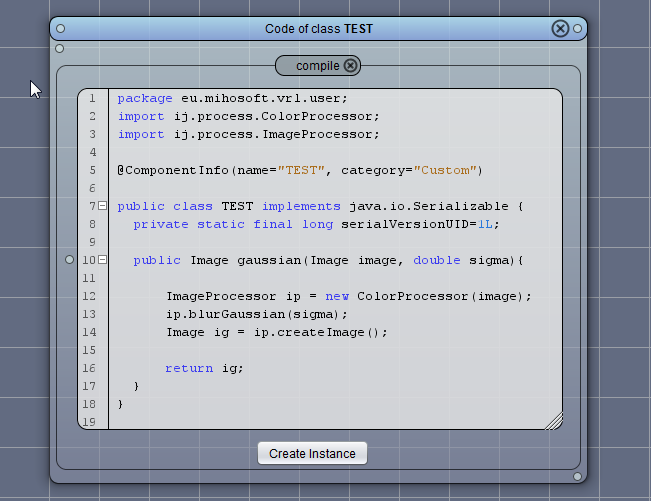 Code of class TEST
compile
1 package eu.mihosoft.vrl.user;
2 import ij.process.ColorProcessor;
3 import ij.process.ImageProcessor;
4
5 @ComponentInfo(name="TEST", category="Custom")
6
7 public class TEST implements java.io.Serializable {
8 private static final long serialVersionUID=1L;
9
10 public Image gaussian(Image image, double sigma){
11
12 ImageProcessor ip = new ColorProcessor(image);
13 ip.blurGaussian(sigma);
14 Image ig = ip.createImage();
15
16 return ig;
17 }
18 }
19
Create Instance